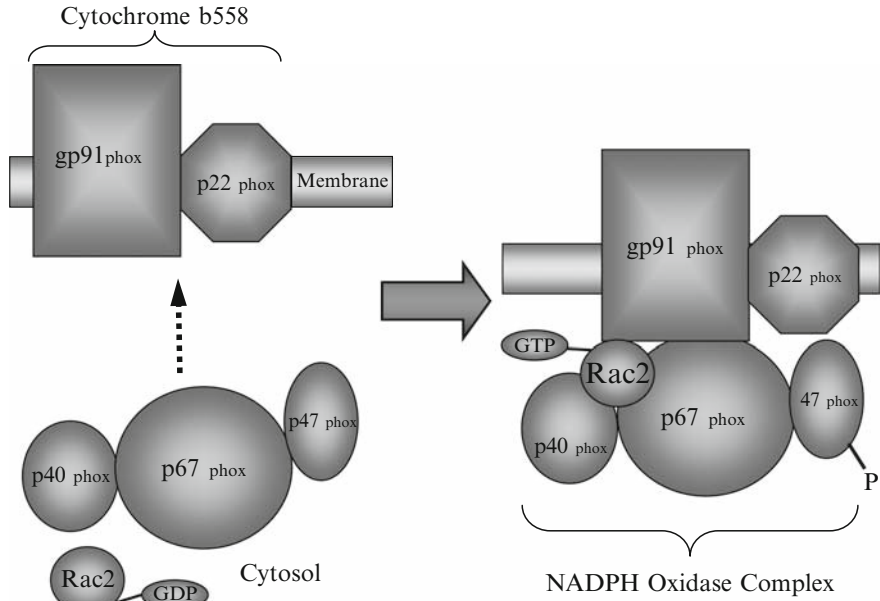 Cytochrome b558
gp91phox
p22 phox
Membrane
p47 phox
p40 phox
p67 phox
Rac2
GDP
Cytosol
gp91 phox
p22 phox
GTP
Rac2
47 phox
p40 phox
p67 phox
P
NADPH Oxidase Complex